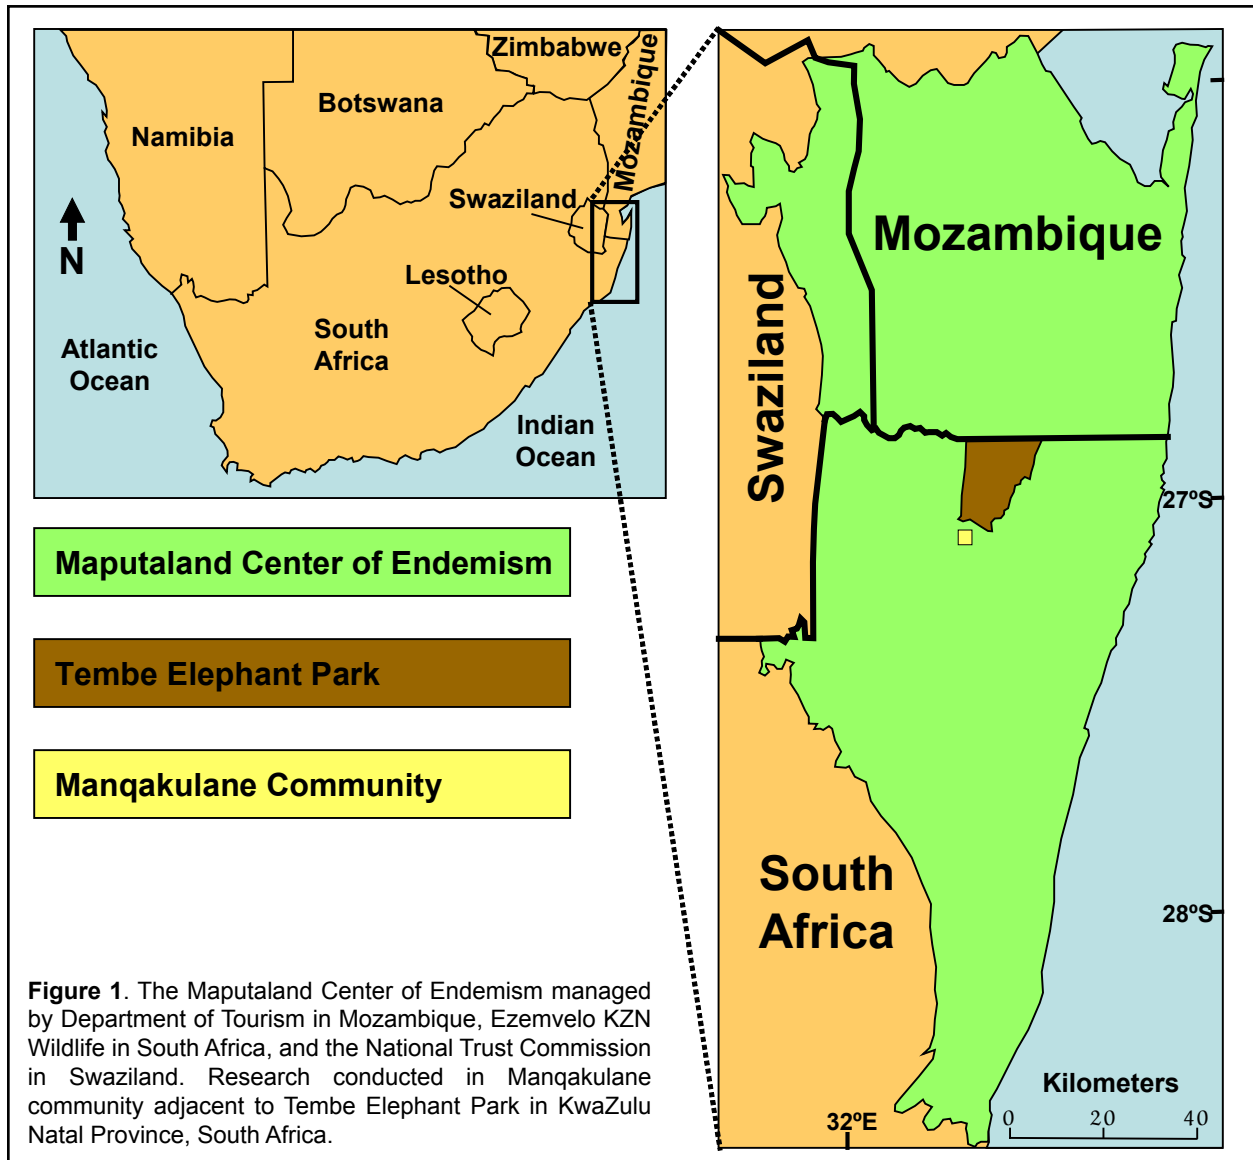 Zimbabwe
Mozambique
Botswana
Namibia
Swaziland
N
Lesotho
South
Africa
Atlantic
Ocean
Indian
Ocean
Maputaland Center of Endemism
Tembe Elephant Park
Manqakulane Community
Figure 1. The Maputaland Center of Endemism managed
by Department of Tourism in Mozambique, Ezemvelo KZN
Wildlife in South Africa, and the National Trust Commission
in Swaziland. Research conducted in Manqakulane
community adjacent to Tembe Elephant Park in KwaZulu
Natal Province, South Africa.
Mozambique
Swaziland
27ºS
South
Africa
28ºS
Kilometers
0 20 40
32ºE